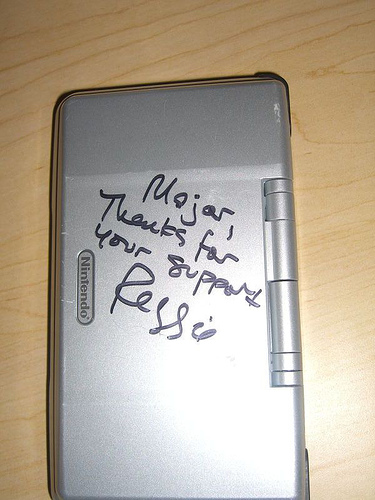 Major,
Thanks for
your support
Reggie
Nintendo